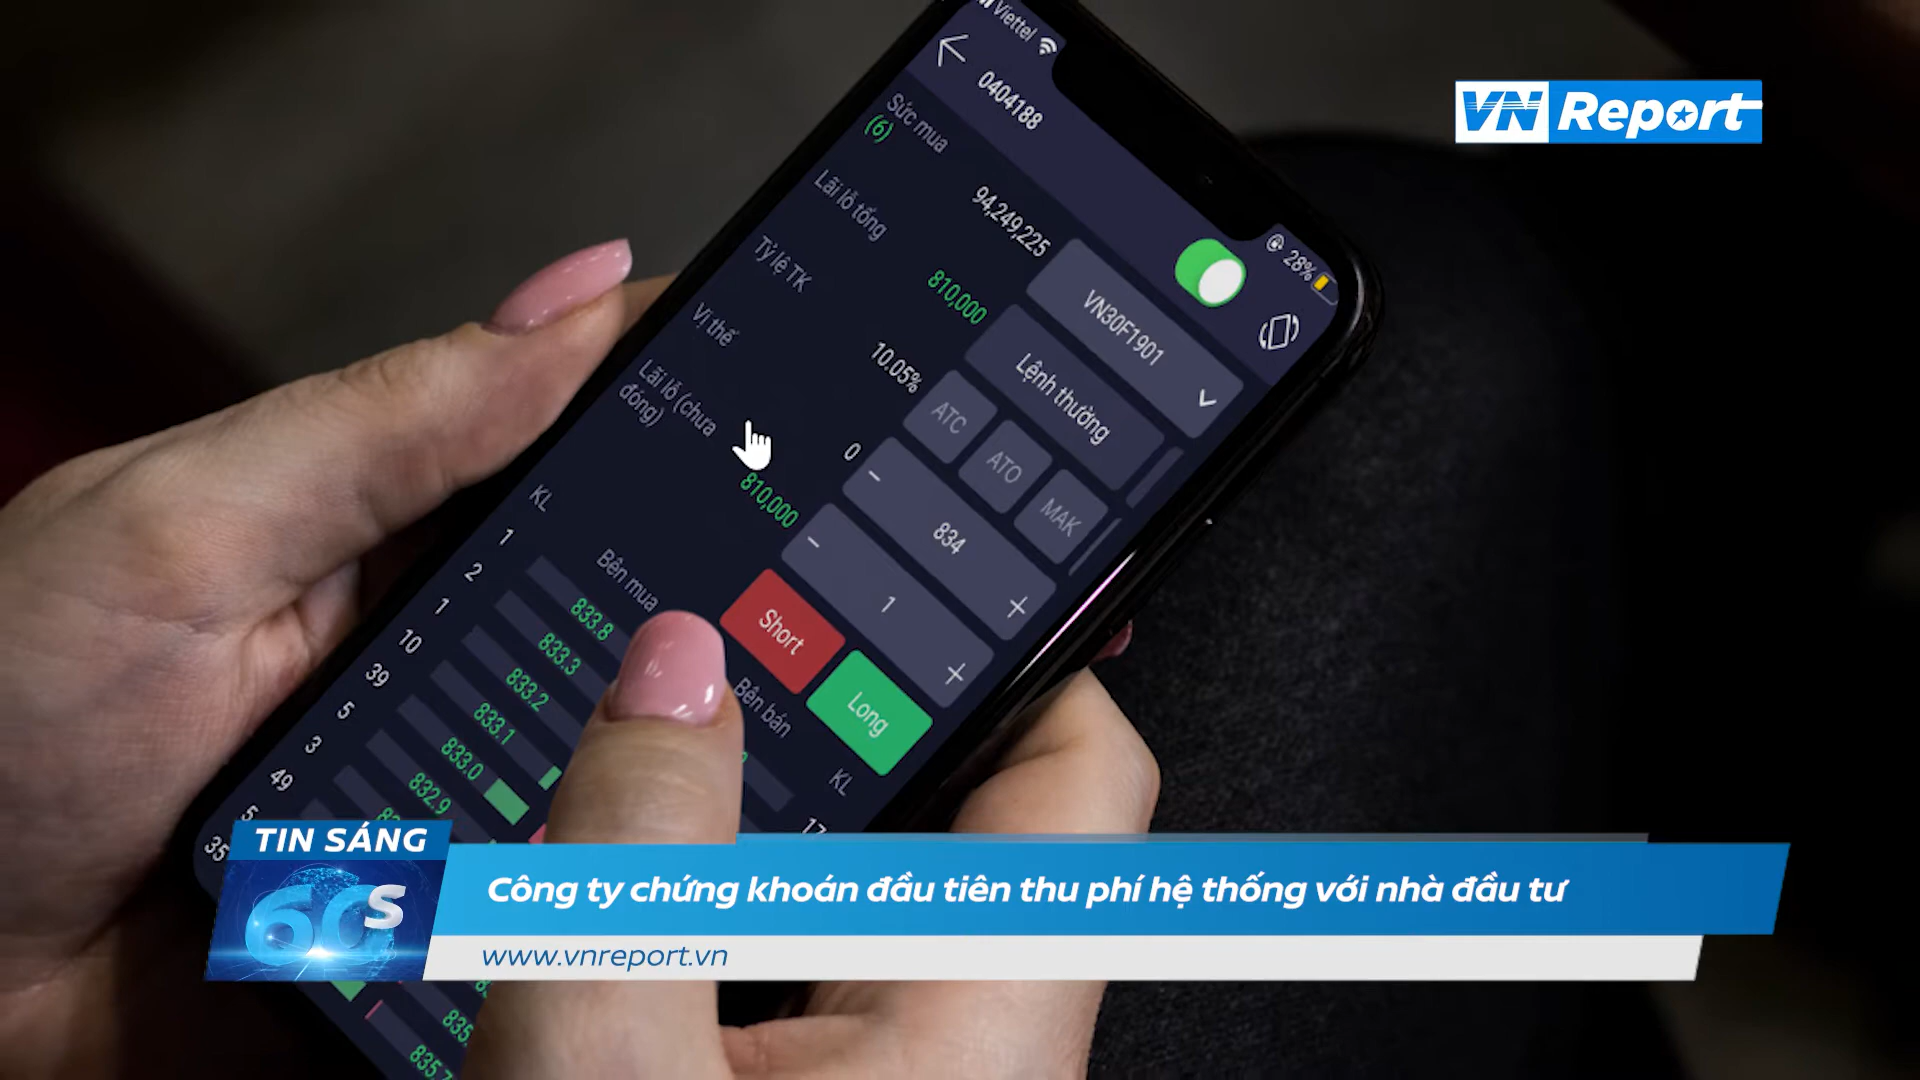 Viettel
28%
0404188
VN Report
Sức mua
(6)
94,249,225
Lãi lỗ tổng
810,000
Tỷ lệ TK
10.05%
Vị thế
0
Lãi lỗ (chưa
đóng)
810,000
VN30F1901
Lệnh thường
ATC
ATO
MAK
- 834 +
- 1 +
Short
Long
KL
Bên mua
Bên bán
KL
1 833.8
2 833.3
1 833.2
10 833.1
39 833.0
5 832.9
3
49
5
35
TIN SÁNG
60s
Công ty chứng khoán đầu tiên thu phí hệ thống với nhà đầu tư
www.vnreport.vn
835.7